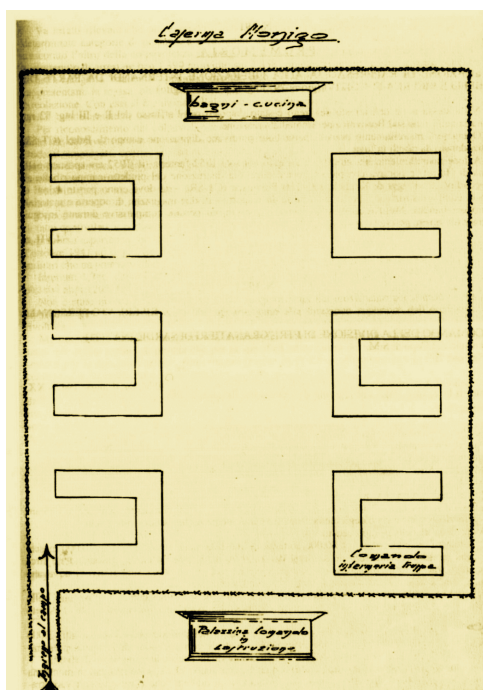 Caserma Monigo.
bagni - cucina
Comando
infermeria truppa
Ingresso al campo
Palazzina Comando
in
costruzione